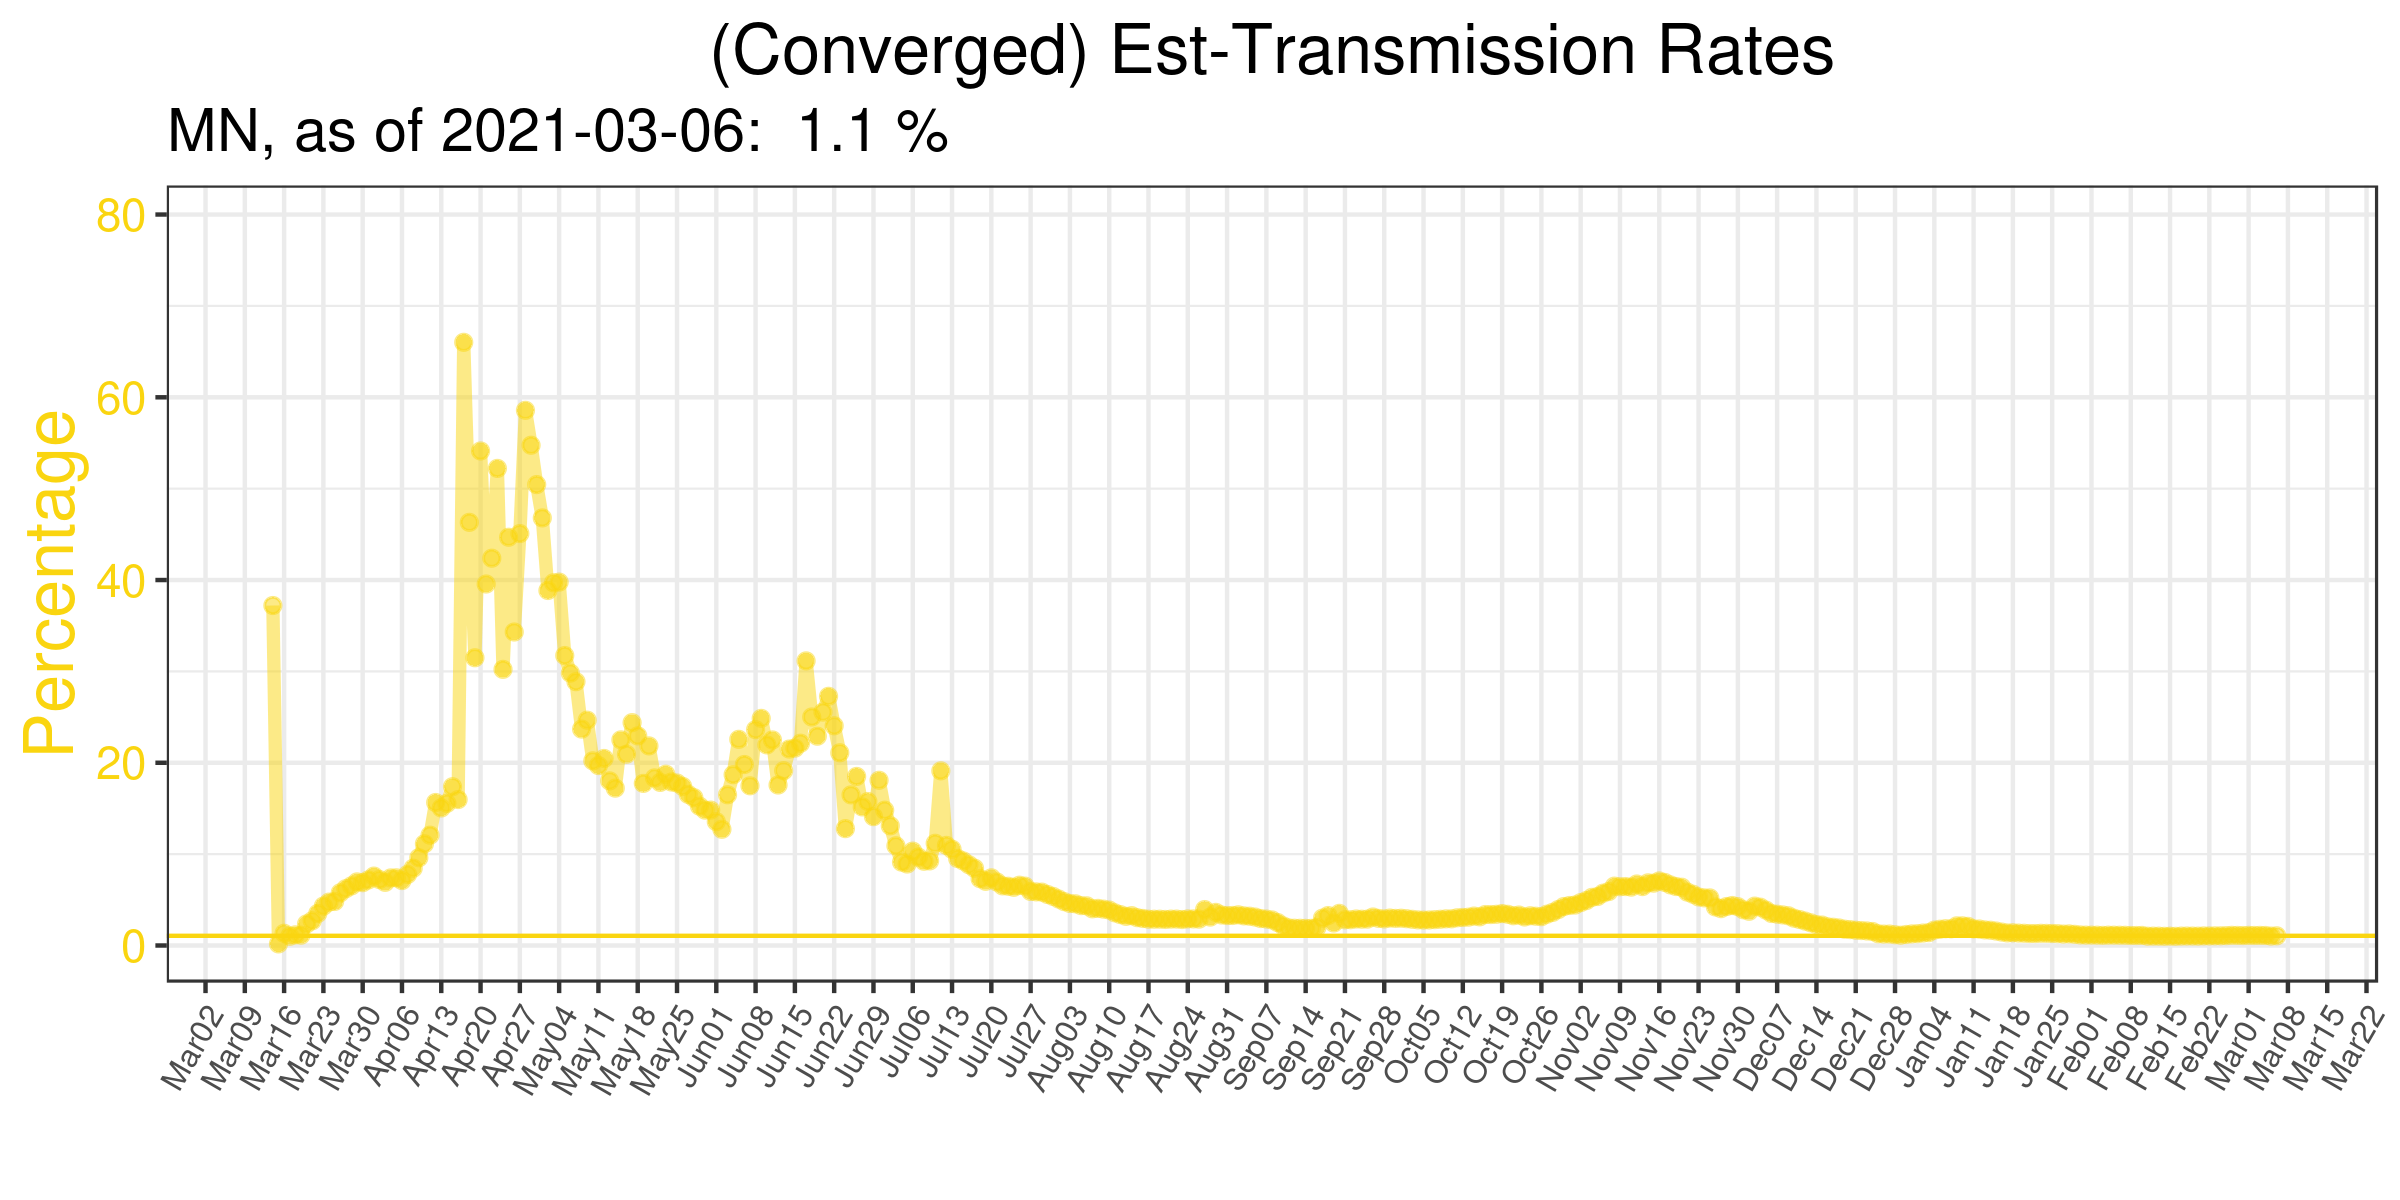 (Converged) Est-Transmission Rates
MN, as of 2021-03-06:  1.1 %
Percentage
80
60
40
20
0
Mar02 Mar09 Mar16 Mar23 Mar30 Apr06 Apr13 Apr20 Apr27 May04 May11 May18 May25 Jun01 Jun08 Jun15 Jun22 Jun29 Jul06 Jul13 Jul20 Jul27 Aug03 Aug10 Aug17 Aug24 Aug31 Sep07 Sep14 Sep21 Sep28 Oct05 Oct12 Oct19 Oct26 Nov02 Nov09 Nov16 Nov23 Nov30 Dec07 Dec14 Dec21 Dec28 Jan04 Jan11 Jan18 Jan25 Feb01 Feb08 Feb15 Feb22 Mar01 Mar08 Mar15 Mar22